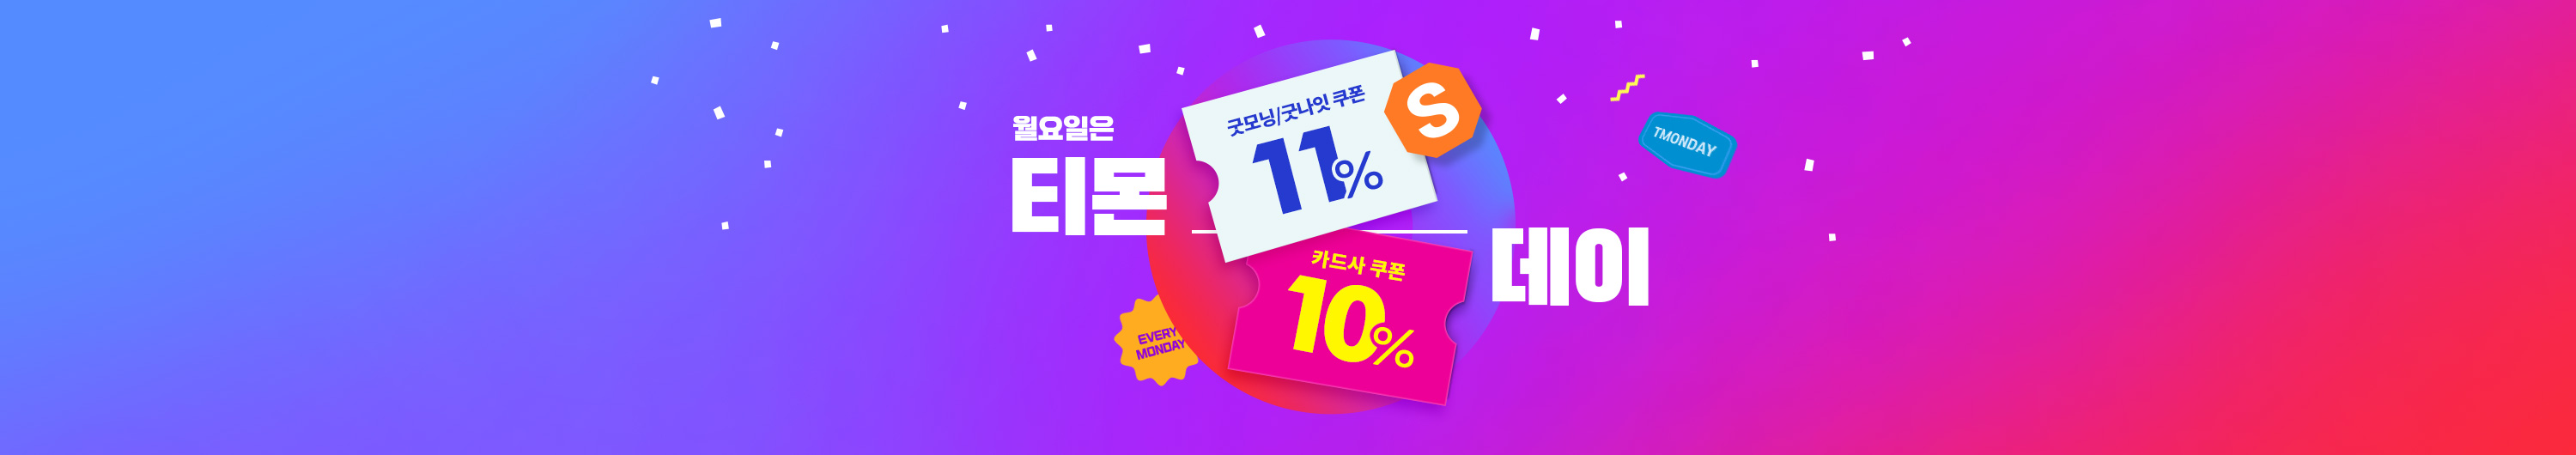 월요일은
티몬
데이
굿모닝/굿나잇 쿠폰
11%
S
카드사 쿠폰
10%
EVERY
MONDAY
TMONDAY